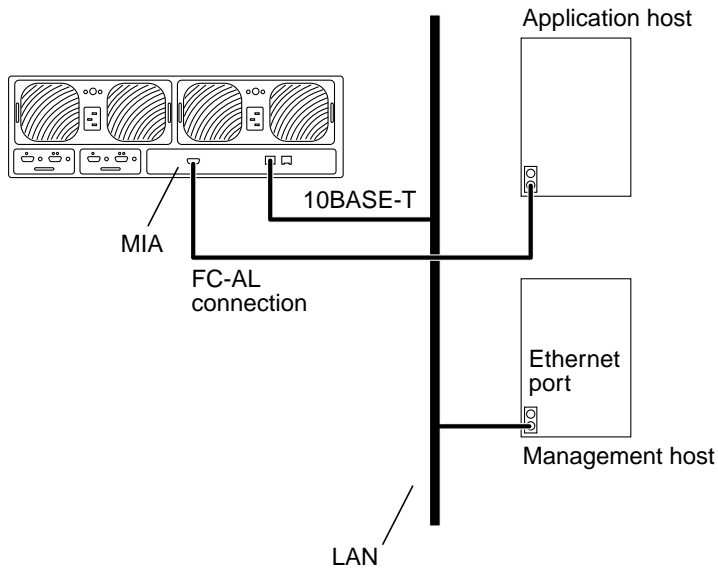 Application host
10BASE-T
MIA
FC-AL
connection
Ethernet
port
Management host
LAN